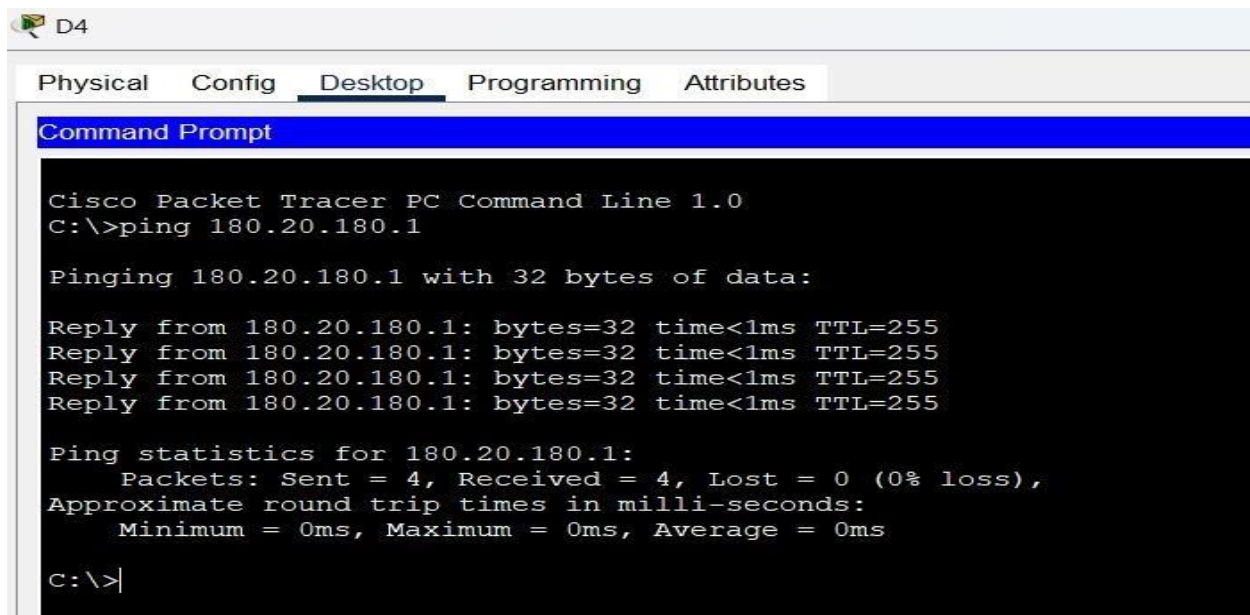 D4
Physical Config Desktop Programming Attributes
Command Prompt
Cisco Packet Tracer PC Command Line 1.0
C:\>ping 180.20.180.1
Pinging 180.20.180.1 with 32 bytes of data:
Reply from 180.20.180.1: bytes=32 time<1ms TTL=255
Reply from 180.20.180.1: bytes=32 time<1ms TTL=255
Reply from 180.20.180.1: bytes=32 time<1ms TTL=255
Reply from 180.20.180.1: bytes=32 time<1ms TTL=255
Ping statistics for 180.20.180.1:
Packets: Sent = 4, Received = 4, Lost = 0 (0% loss),
Approximate round trip times in milli-seconds:
Minimum = 0ms, Maximum = 0ms, Average = 0ms
C:\>